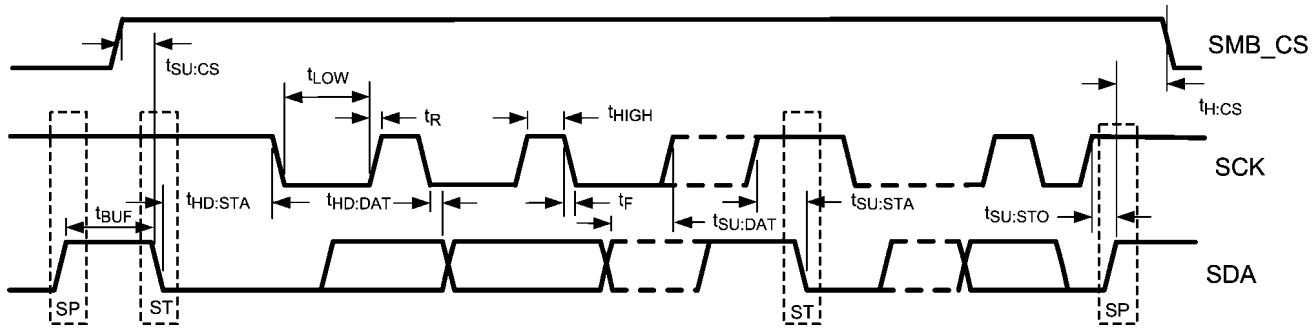 SMB_CS
tSU:CS
tLOW
tH:CS
tR
tHIGH
SCK
tHD:STA
tHD:DAT
tF
tSU:DAT
tSU:STA
tSU:STO
tBUF
SDA
SP
ST
ST
SP